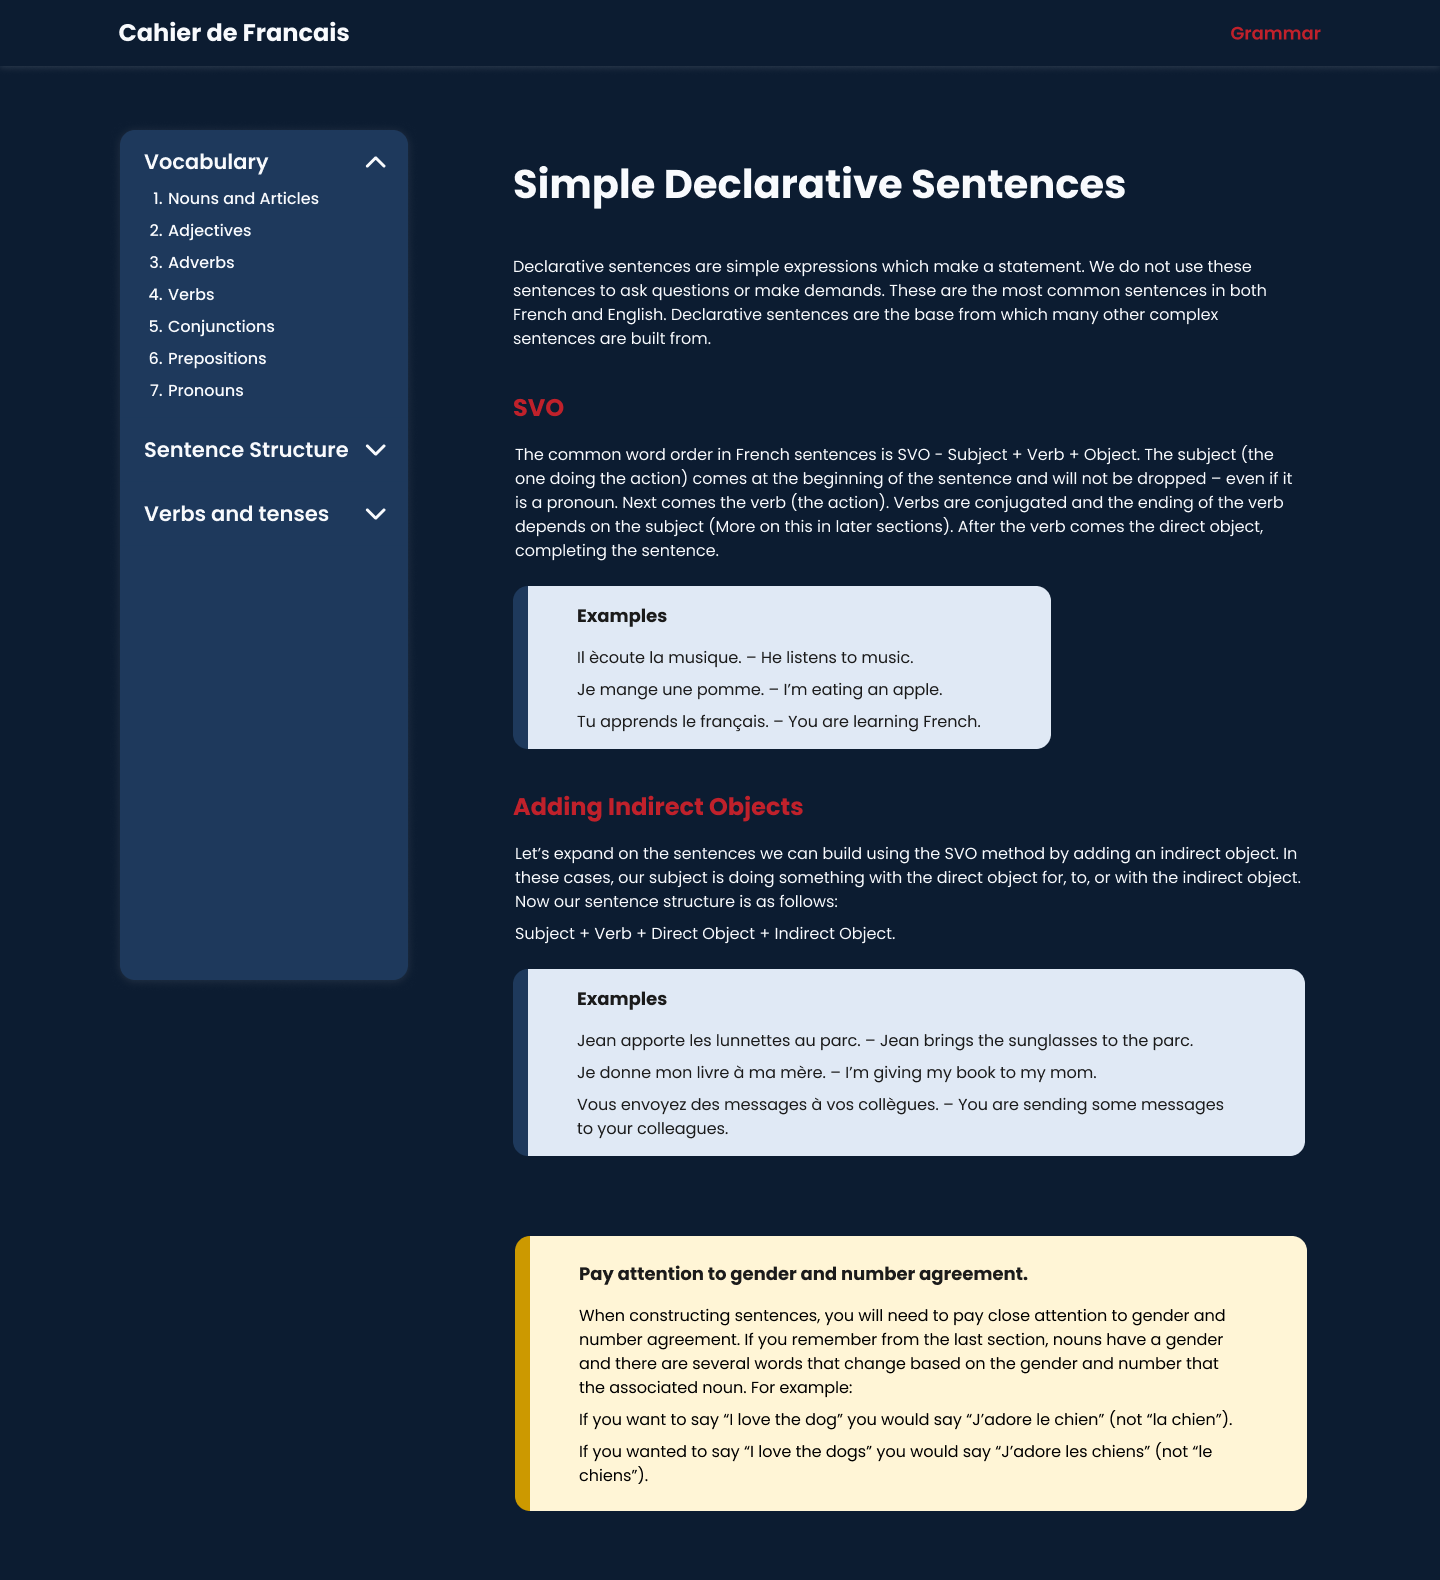 Cahier de Francais
Grammar
Vocabulary
1. Nouns and Articles
2. Adjectives
3. Adverbs
4. Verbs
5. Conjunctions
6. Prepositions
7. Pronouns
Sentence Structure
Verbs and tenses
Simple Declarative Sentences
Declarative sentences are simple expressions which make a statement. We do not use these
sentences to ask questions or make demands. These are the most common sentences in both
French and English. Declarative sentences are the base from which many other complex
sentences are built from.
SVO
The common word order in French sentences is SVO - Subject + Verb + Object. The subject (the
one doing the action) comes at the beginning of the sentence and will not be dropped – even if it
is a pronoun. Next comes the verb (the action). Verbs are conjugated and the ending of the verb
depends on the subject (More on this in later sections). After the verb comes the direct object,
completing the sentence.
Examples
Il ècoute la musique. – He listens to music.
Je mange une pomme. – I’m eating an apple.
Tu apprends le français. – You are learning French.
Adding Indirect Objects
Let’s expand on the sentences we can build using the SVO method by adding an indirect object. In
these cases, our subject is doing something with the direct object for, to, or with the indirect object.
Now our sentence structure is as follows:
Subject + Verb + Direct Object + Indirect Object.
Examples
Jean apporte les lunnettes au parc. – Jean brings the sunglasses to the parc.
Je donne mon livre à ma mère. – I’m giving my book to my mom.
Vous envoyez des messages à vos collègues. – You are sending some messages
to your colleagues.
Pay attention to gender and number agreement.
When constructing sentences, you will need to pay close attention to gender and
number agreement. If you remember from the last section, nouns have a gender
and there are several words that change based on the gender and number that
the associated noun. For example:
If you want to say “I love the dog” you would say “J’adore le chien” (not “la chien”).
If you wanted to say “I love the dogs” you would say “J’adore les chiens” (not “le
chiens”).